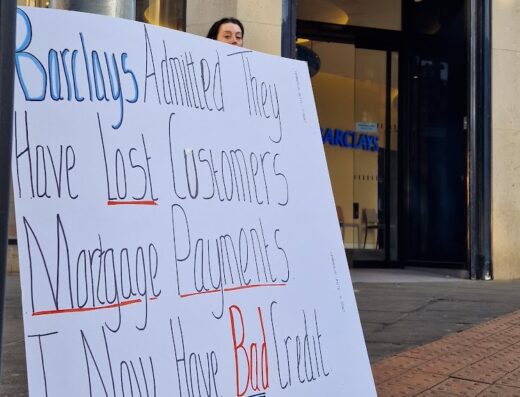 Barclays Admitted They
Have Lost Customers
Mortgage Payments
I Now Have Bad Credit
BARCLAYS